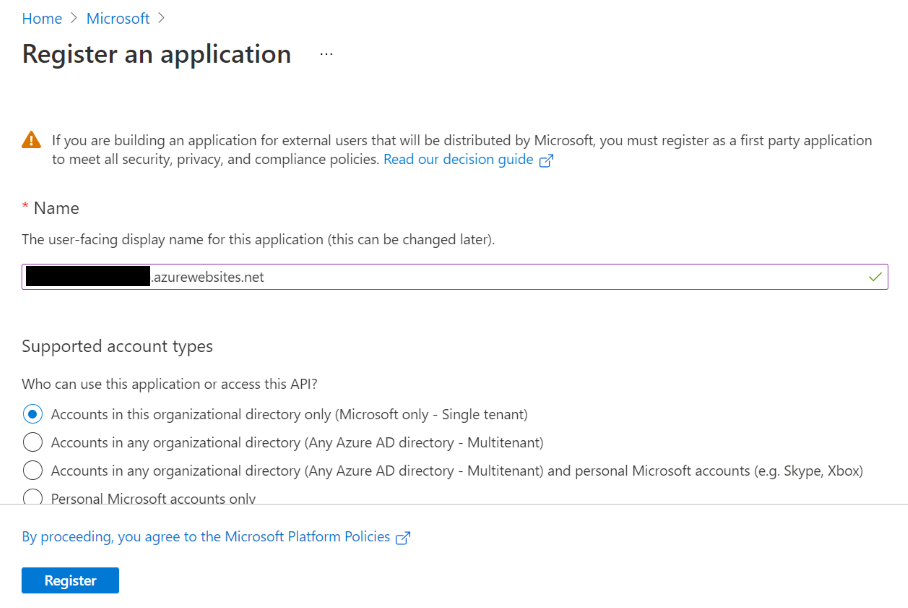 Home > Microsoft >
Register an application ...
If you are building an application for external users that will be distributed by Microsoft, you must register as a first party application
to meet all security, privacy, and compliance policies. Read our decision guide
* Name
The user-facing display name for this application (this can be changed later).
.azurewebsites.net
Supported account types
Who can use this application or access this API?
Accounts in this organizational directory only (Microsoft only - Single tenant)
Accounts in any organizational directory (Any Azure AD directory - Multitenant)
Accounts in any organizational directory (Any Azure AD directory - Multitenant) and personal Microsoft accounts (e.g. Skype, Xbox)
Personal Microsoft accounts only
By proceeding, you agree to the Microsoft Platform Policies
Register